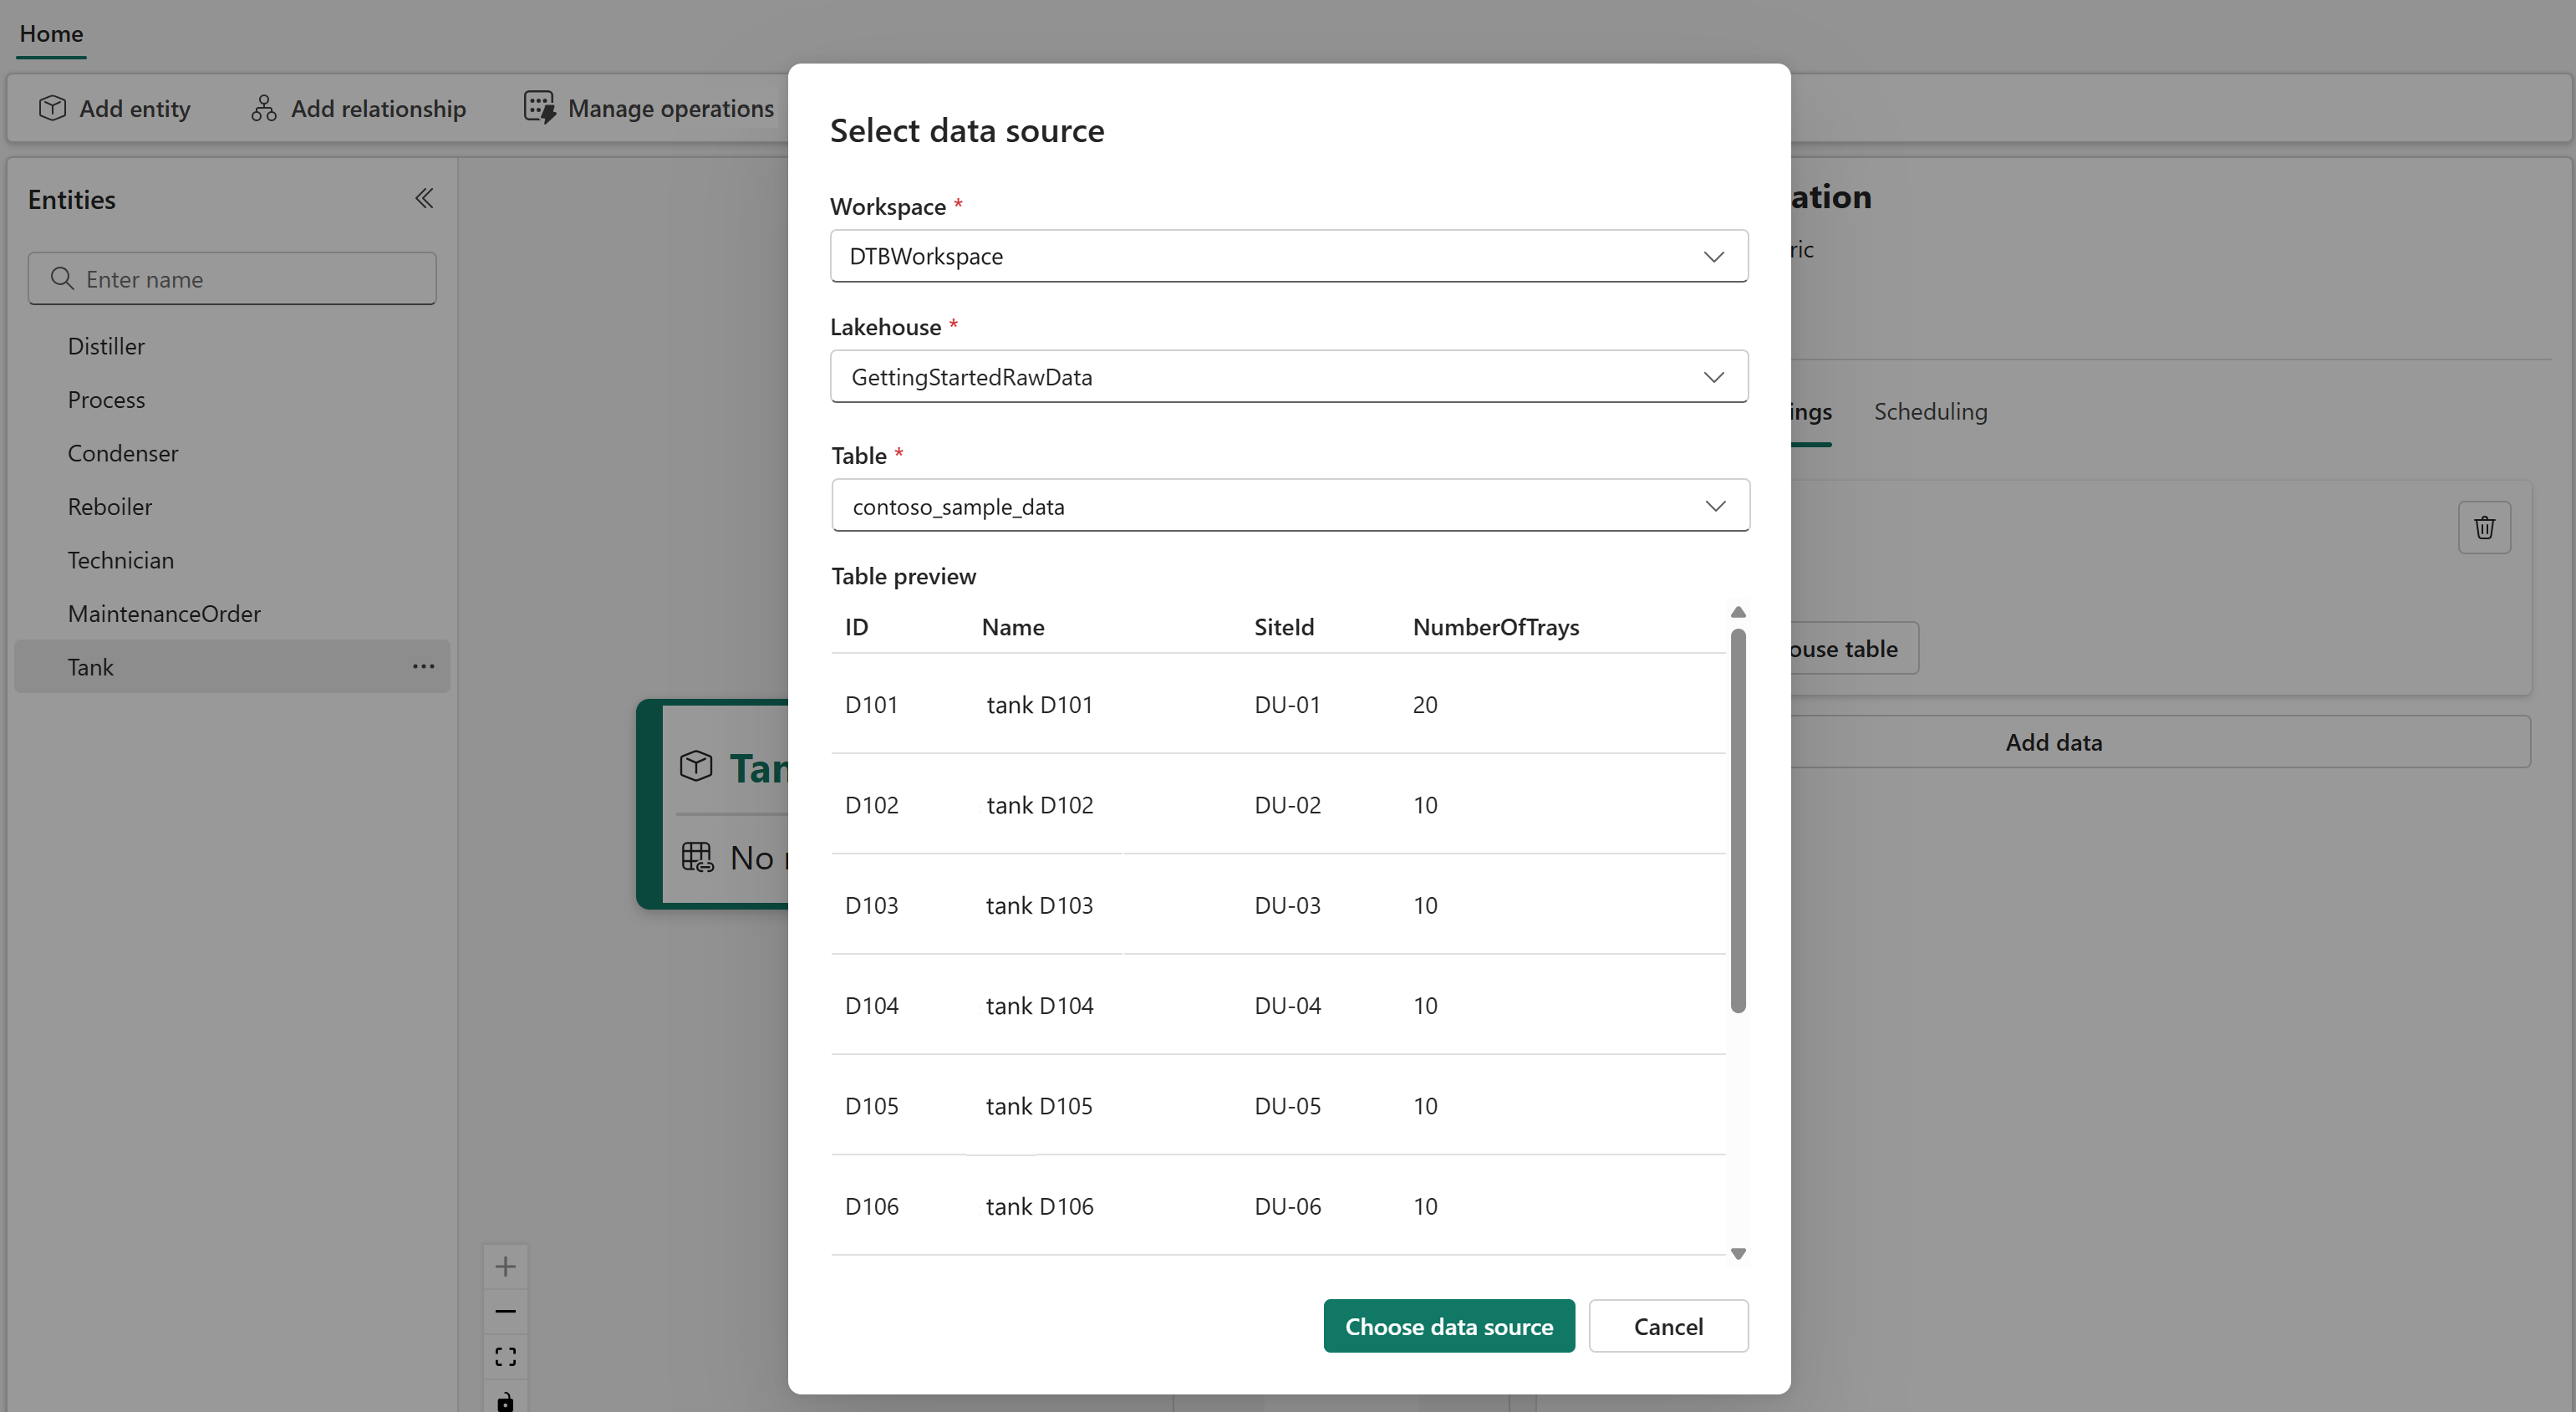 Home
Add entity
Add relationship
Manage operations
Entities
Enter name
Distiller
Process
Condenser
Reboiler
Technician
MaintenanceOrder
Tank
Tan
No
Select data source
Workspace *
DTBWorkspace
Lakehouse *
GettingStartedRawData
Table *
contoso_sample_data
Table preview
ID Name SiteId NumberOfTrays
D101 tank D101 DU-01 20
D102 tank D102 DU-02 10
D103 tank D103 DU-03 10
D104 tank D104 DU-04 10
D105 tank D105 DU-05 10
D106 tank D106 DU-06 10
Choose data source
Cancel
ation
ric
ings Scheduling
ouse table
Add data